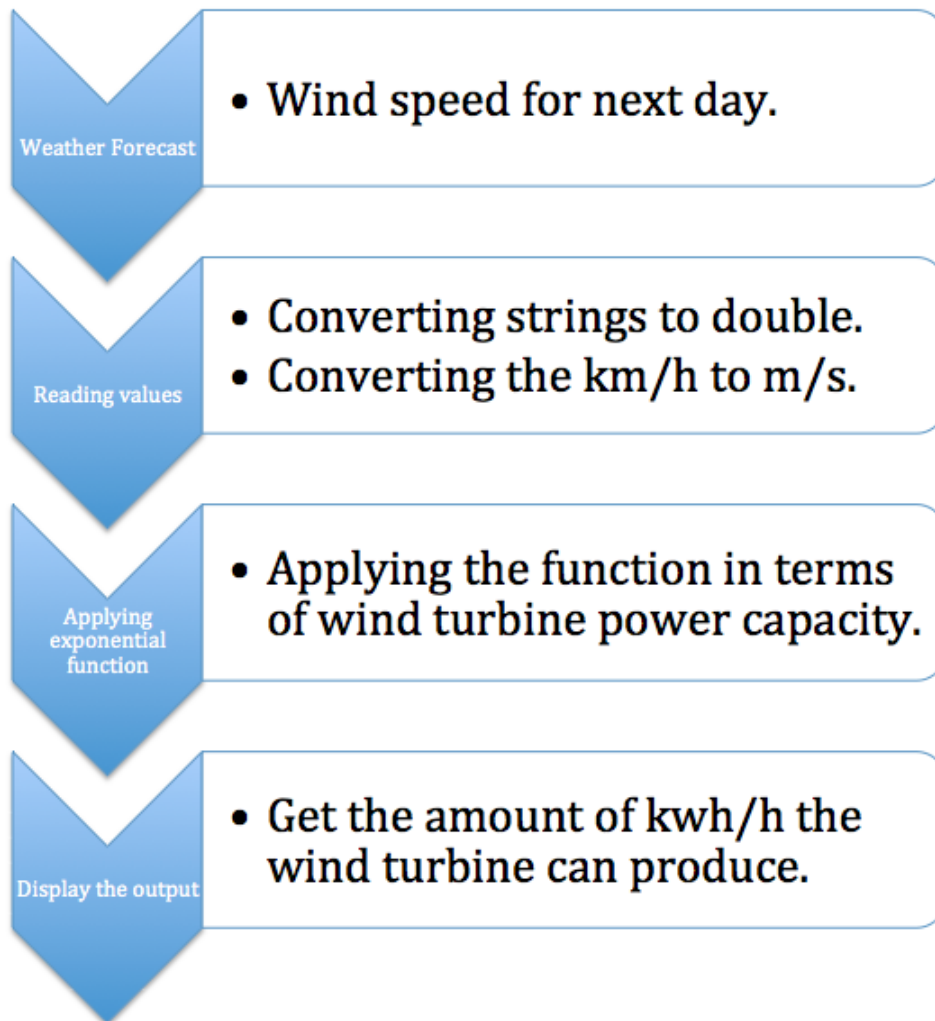 Weather Forecast
• Wind speed for next day.
Reading values
• Converting strings to double.
• Converting the km/h to m/s.
Applying
exponential
function
• Applying the function in terms
of wind turbine power capacity.
Display the output
• Get the amount of kwh/h the
wind turbine can produce.